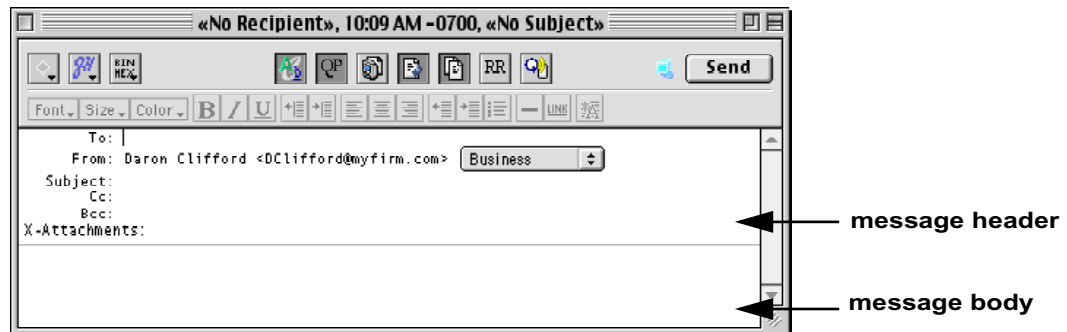 «No Recipient», 10:09 AM -0700, «No Subject»
BIN HEX QP RR Send
Font Size Color B I U LINK
To:
From: Daron Clifford <DClifford@myfirm.com> Business
Subject:
Cc:
Bcc:
X-Attachments:
message header
message body